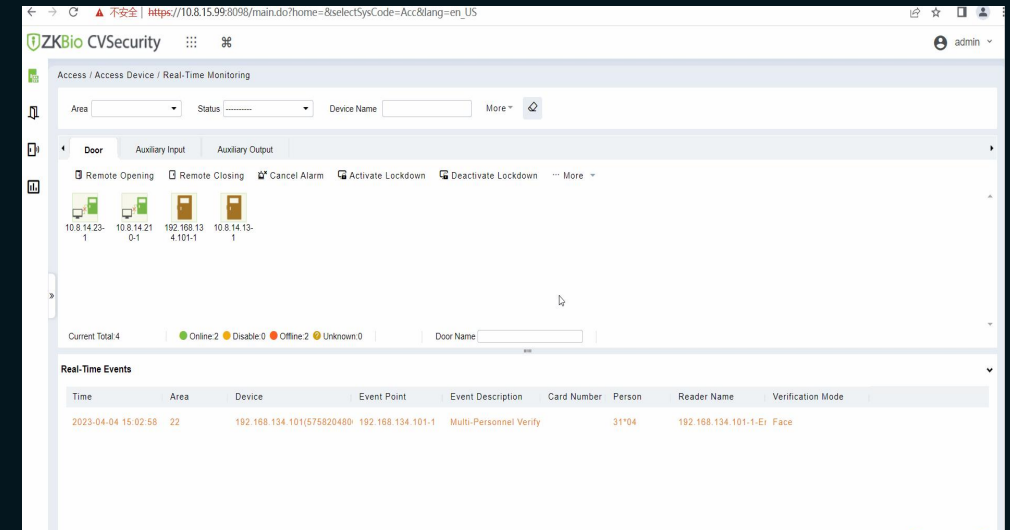 不安全 | https://10.8.15.99:8098/main.do?home=&selectSysCode=Acc&lang=en_US
ZKBio CVSecurity
admin
Access / Access Device / Real-Time Monitoring
Area Status ---------- Device Name More
Door Auxiliary Input Auxiliary Output
Remote Opening Remote Closing Cancel Alarm Activate Lockdown Deactivate Lockdown ··· More
10.8.14.23- 10.8.14.21 192.168.13 10.8.14.13-
1 0-1 4.101-1 1
Current Total:4 Online:2 Disable:0 Offline:2 Unknown:0 Door Name
Real-Time Events
Time Area Device Event Point Event Description Card Number Person Reader Name Verification Mode
2023-04-04 15:02:58 22 192.168.134.101(575820480 192.168.134.101-1 Multi-Personnel Verify 31*04 192.168.134.101-1-E Face